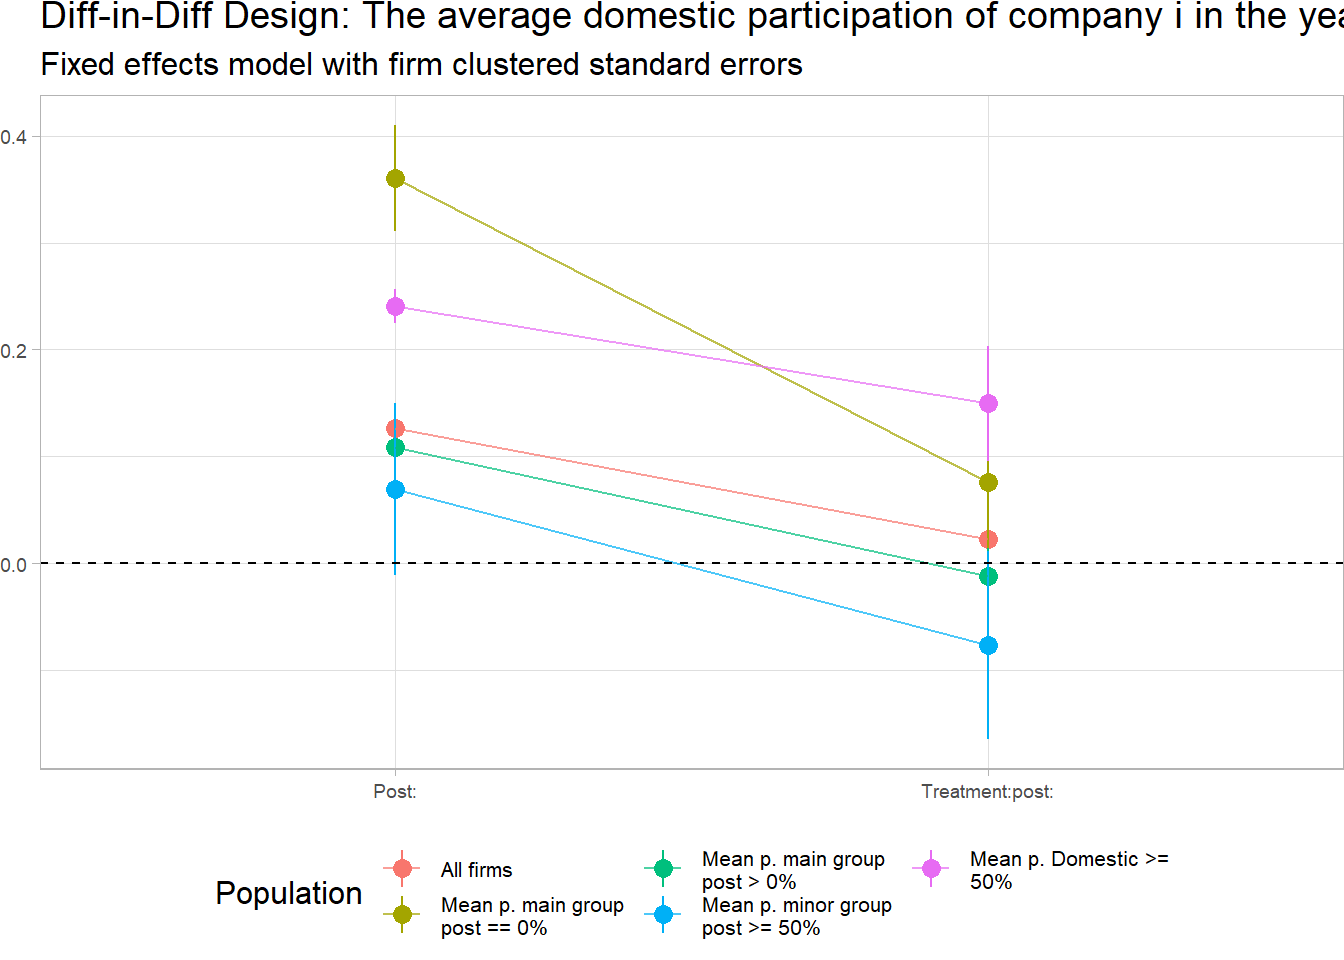 Diff-in-Diff Design: The average domestic participation of company i in the
Fixed effects model with firm clustered standard errors
0.4
0.2
0.0
Post:
Treatment:post:
Population
All firms
Mean p. main group
post == 0%
Mean p. main group
post > 0%
Mean p. minor group
post >= 50%
Mean p. Domestic >=
50%